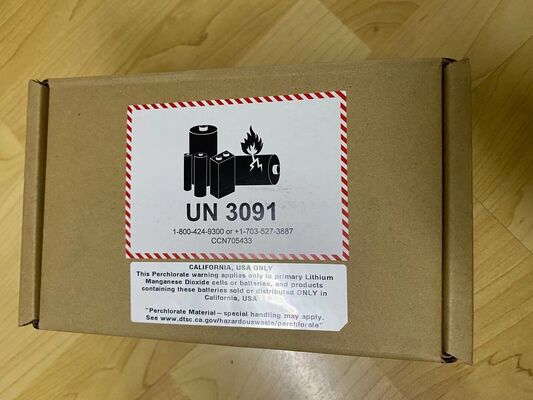 UN 3091
1-800-424-9300 or +1-703-527-3887
CCN705433
CALIFORNIA, USA ONLY
This Perchlorate warning applies only to primary Lithium
Manganese Dioxide cells or batteries, and products
containing these batteries sold or distributed ONLY in
California, USA
"Perchlorate Material – special handling may apply.
See www.dtsc.ca.gov/hazardouswaste/perchlorate"